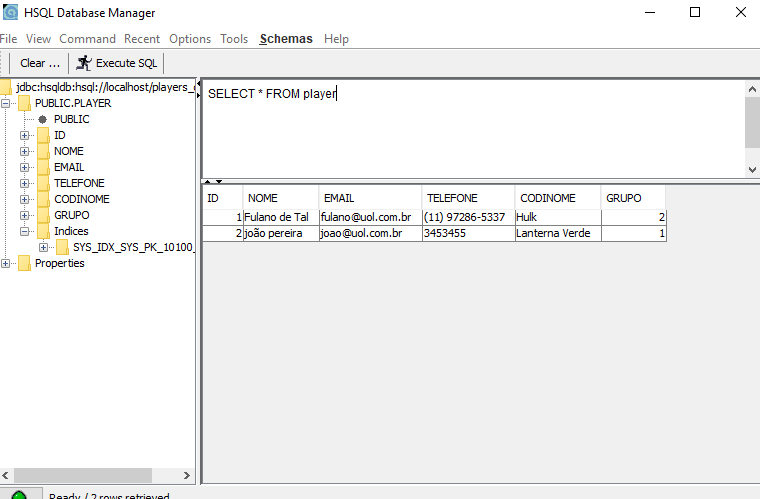 HSQL Database Manager
File View Command Recent Options Tools Schemas Help
Clear ... Execute SQL
jdbc:hsqldb:hsql://localhost/players_
PUBLIC.PLAYER
PUBLIC
ID
NOME
EMAIL
TELEFONE
CODINOME
GRUPO
Indices
SYS_IDX_SYS_PK_10100_
Properties
SELECT * FROM player
ID NOME EMAIL TELEFONE CODINOME GRUPO
1 Fulano de Tal fulano@uol.com.br (11) 97286-5337 Hulk 2
2 joão pereira joao@uol.com.br 3453455 Lanterna Verde 1
Ready / 2 rows retrieved